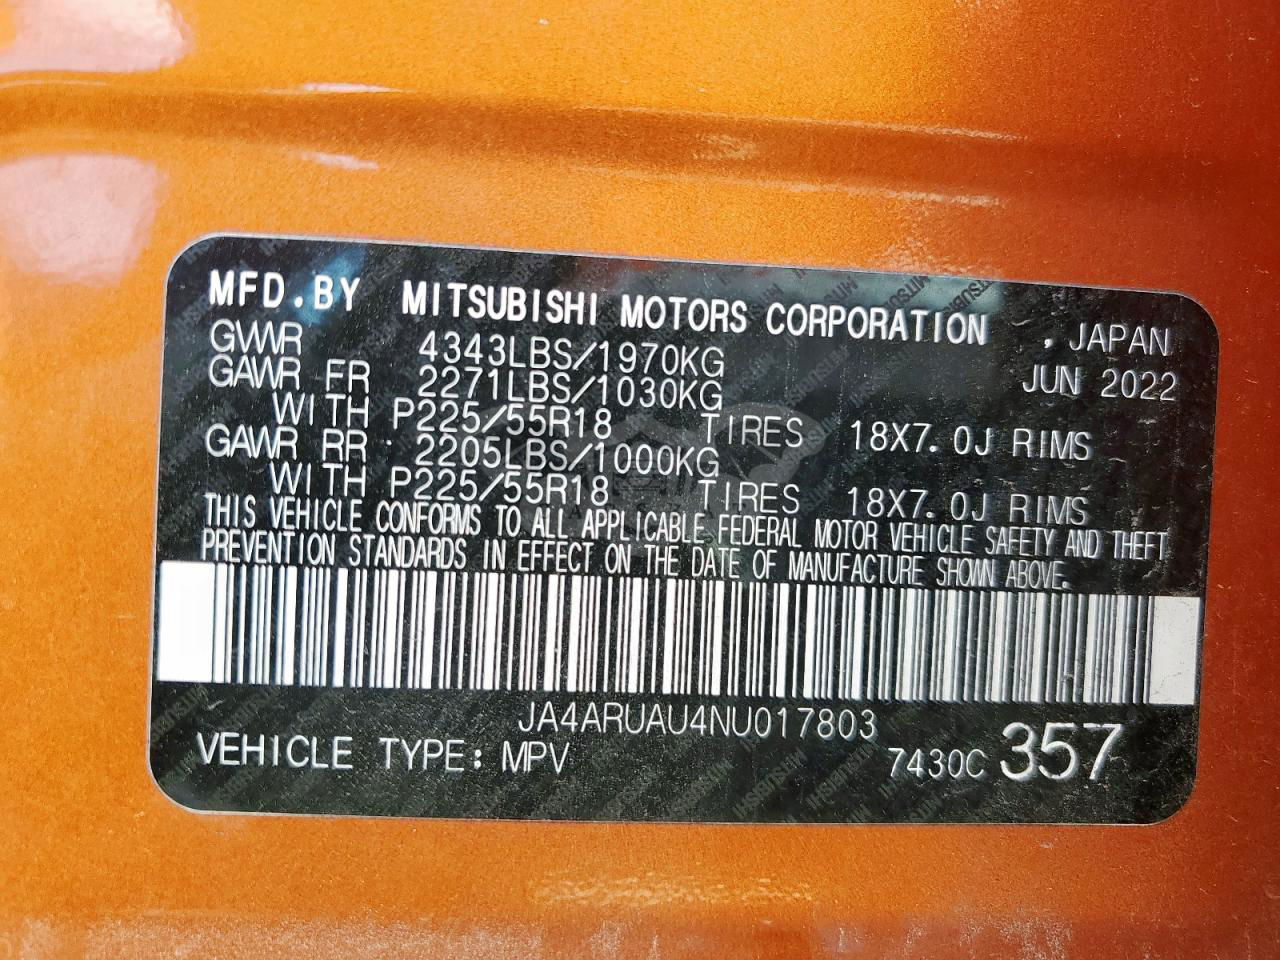 MFD.BY MITSUBISHI MOTORS CORPORATION , JAPAN
GVWR 4343LBS/1970KG JUN 2022
GAWR FR 2271LBS/1030KG
WITH P225/55R18 TIRES 18X7.0J RIMS
GAWR RR 2205LBS/1000KG
WITH P225/55R18 TIRES 18X7.0J RIMS
THIS VEHICLE CONFORMS TO ALL APPLICABLE FEDERAL MOTOR VEHICLE SAFETY AND THEFT
PREVENTION STANDARDS IN EFFECT ON THE DATE OF MANUFACTURE SHOWN ABOVE.
JA4ARUAU4NU017803
VEHICLE TYPE: MPV 7430C 357